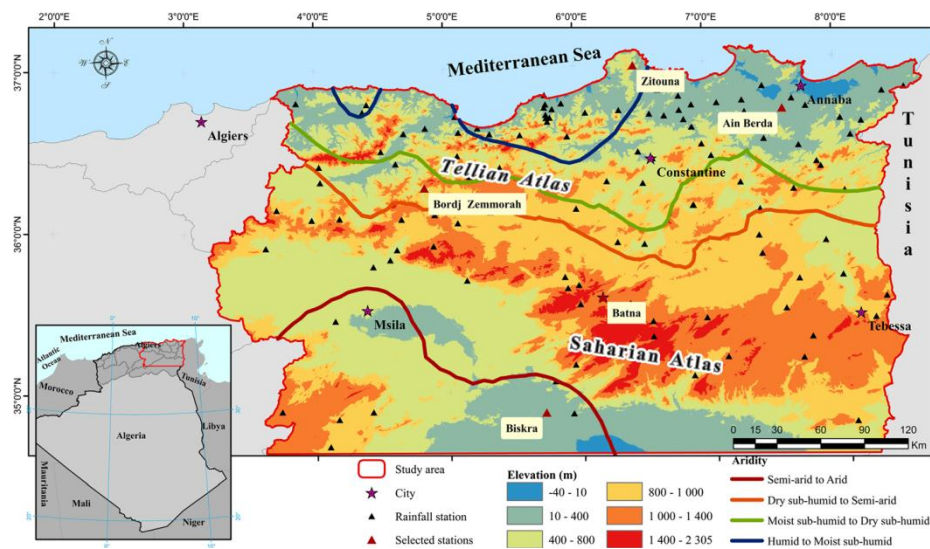 2°0'0"
3°0'0"E
4°0'0"
5°0'0"E
6°0'0"E
7°0'0"E
8°0'0"E
37°0'0"N
36°0'0"N
35°0'0"N
N
W
E
S
Mediterranean Sea
Zitouna
Annaba
Ain Berda
Algiers
Tunisia
Constantine
Tellian Atlas
Bordj Zemmorah
Batna
Msila
Tebessa
Saharian Atlas
Biskra
0 15 30 60 90 120
Km
Mediterranean Sea
Algiers
Atlantic
Ocean
Morocco
Tunisia
Algeria
Libya
Mauritania
Mali
Niger
Study area
City
Rainfall station
Selected stations
Elevation (m)
-40 - 10
10 - 400
400 - 800
800 - 1 000
1 000 - 1 400
1 400 - 2 305
Aridity
Semi-arid to Arid
Dry sub-humid to Semi-arid
Moist sub-humid to Dry sub-humid
Humid to Moist sub-humid